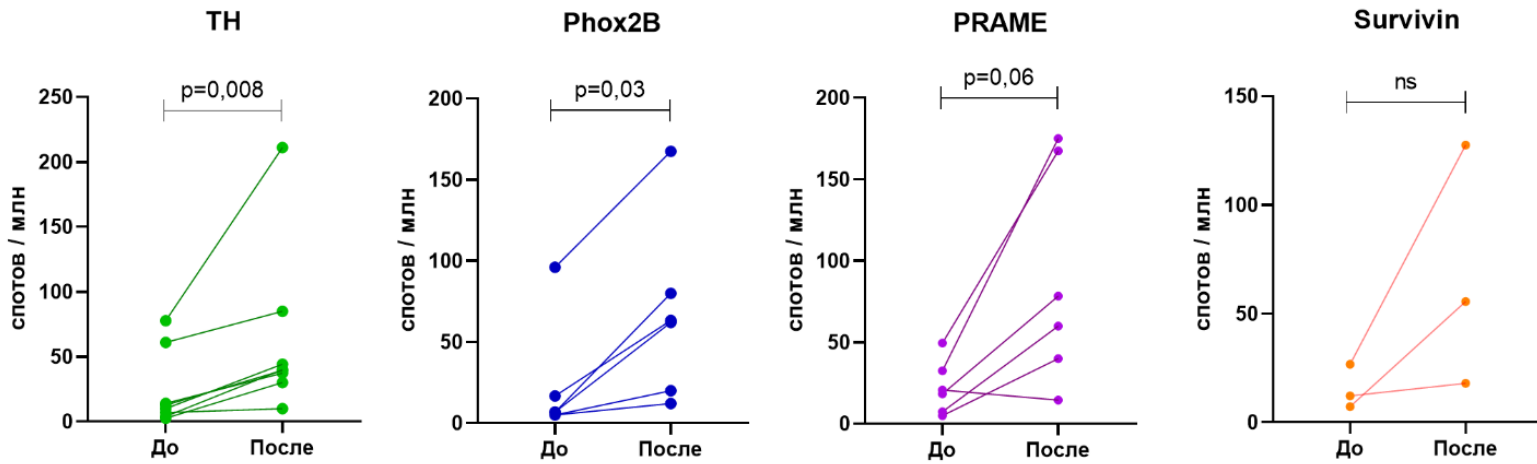 TH
p=0,008
спотов / млн
250
200
150
100
50
0
До
После
Phox2B
p=0,03
спотов / млн
200
150
100
50
0
До
После
PRAME
p=0,06
спотов / млн
200
150
100
50
0
До
После
Survivin
ns
спотов / млн
150
100
50
0
До
После